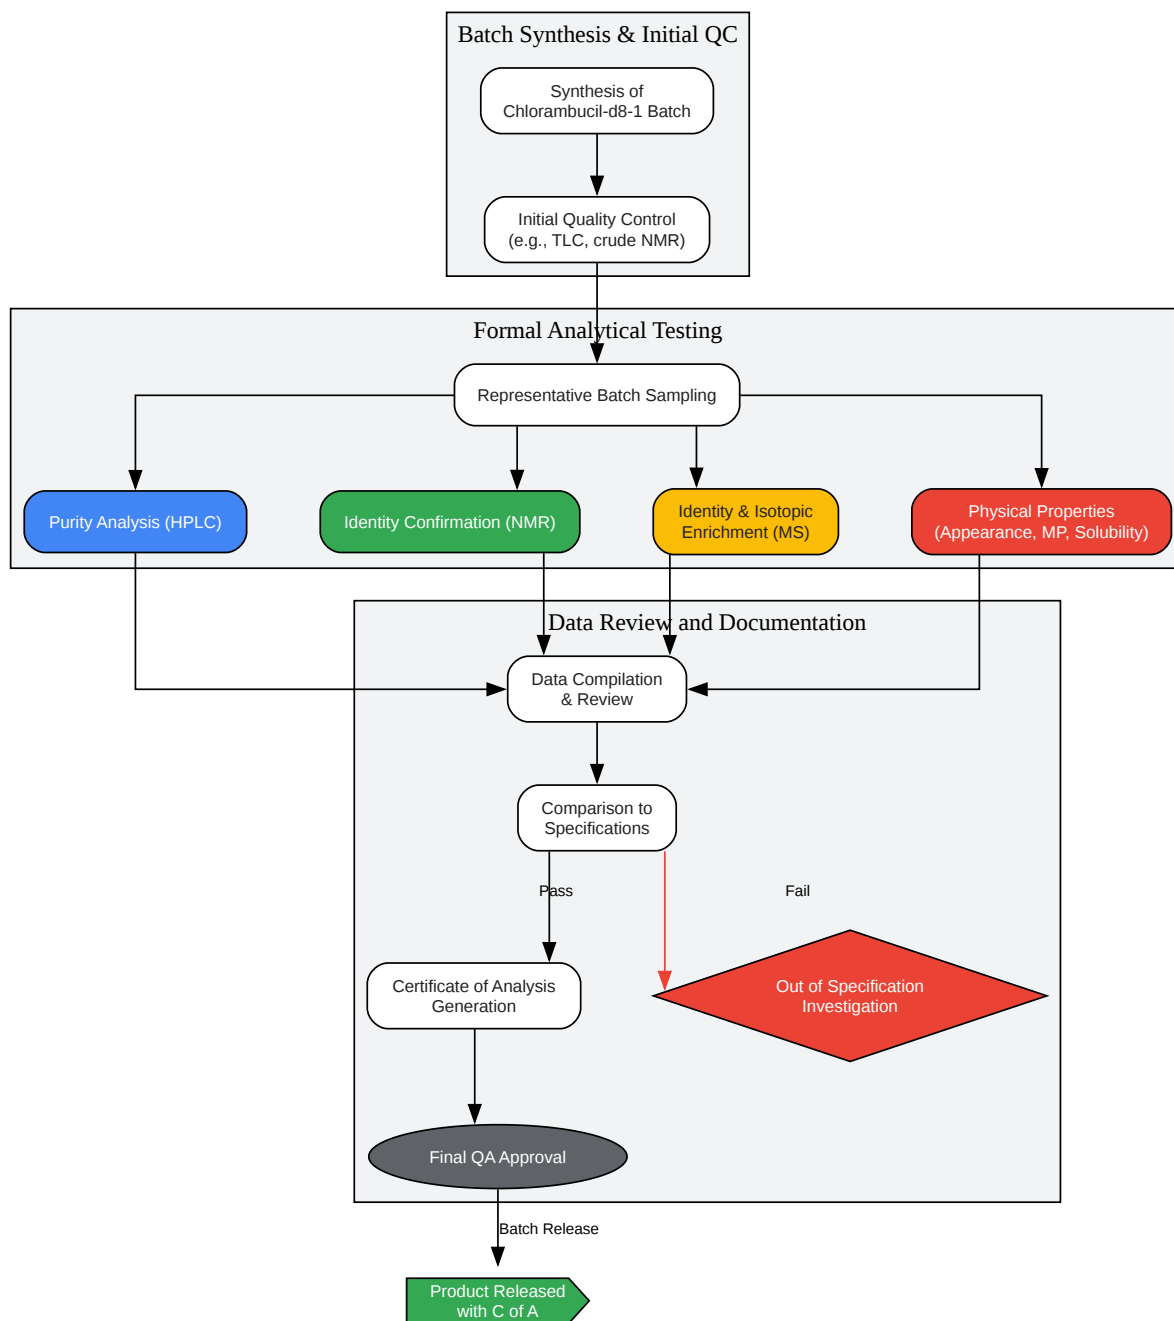 Batch Synthesis & Initial QC
Synthesis of
Chlorambucil-d8-1 Batch
Initial Quality Control
(e.g., TLC, crude NMR)
Formal Analytical Testing
Representative Batch Sampling
Purity Analysis (HPLC)
Identity Confirmation (NMR)
Identity & Isotopic
Enrichment (MS)
Physical Properties
(Appearance, MP, Solubility)
Data Review and Documentation
Data Compilation
& Review
Comparison to
Specifications
Pass
Fail
Certificate of Analysis
Generation
Out of Specification
Investigation
Final QA Approval
Batch Release
Product Released
with C of A